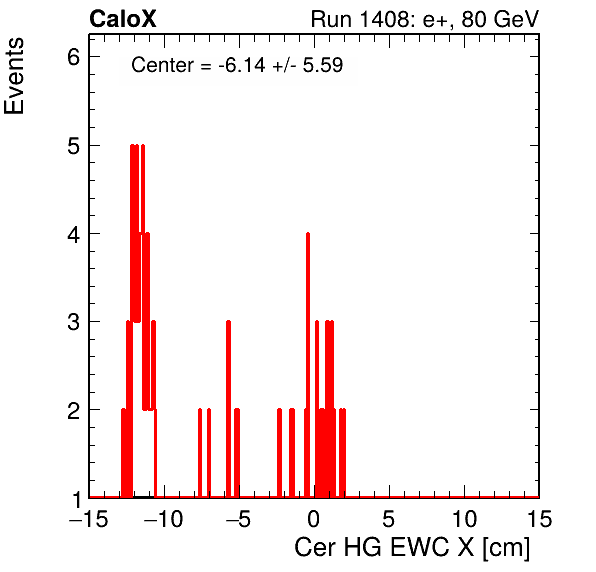 CaloX Run 1408: e+, 80 GeV
Center = -6.14 +/- 5.59
Events
6
5
4
3
2
1
−15 −10 −5 0 5 10 15
Cer HG EWC X [cm]